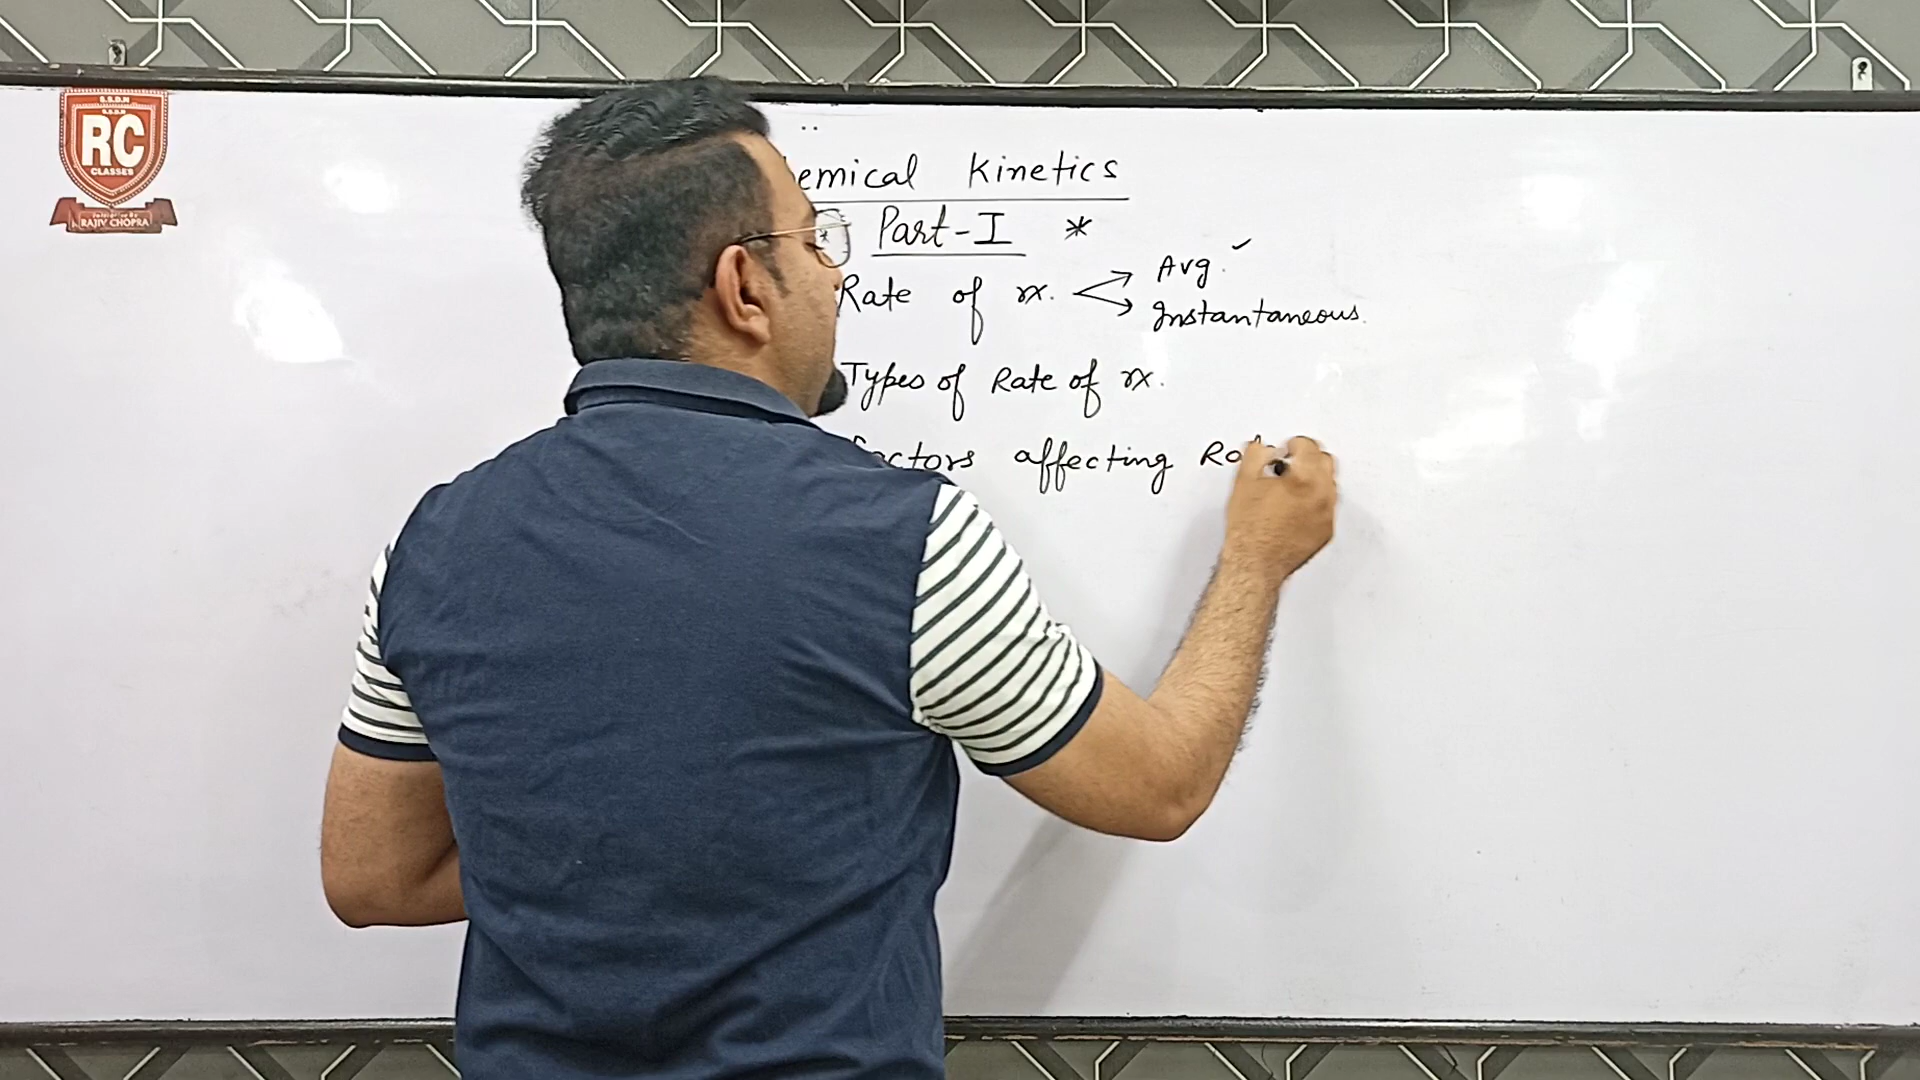 S.S.D.N
RC
CLASSES
RAJIV CHOPRA
emical Kinetics
* Part-I *
Rate of rx. Avg. ✓
Instantaneous.
Types of Rate of rx.
factors affecting Ra